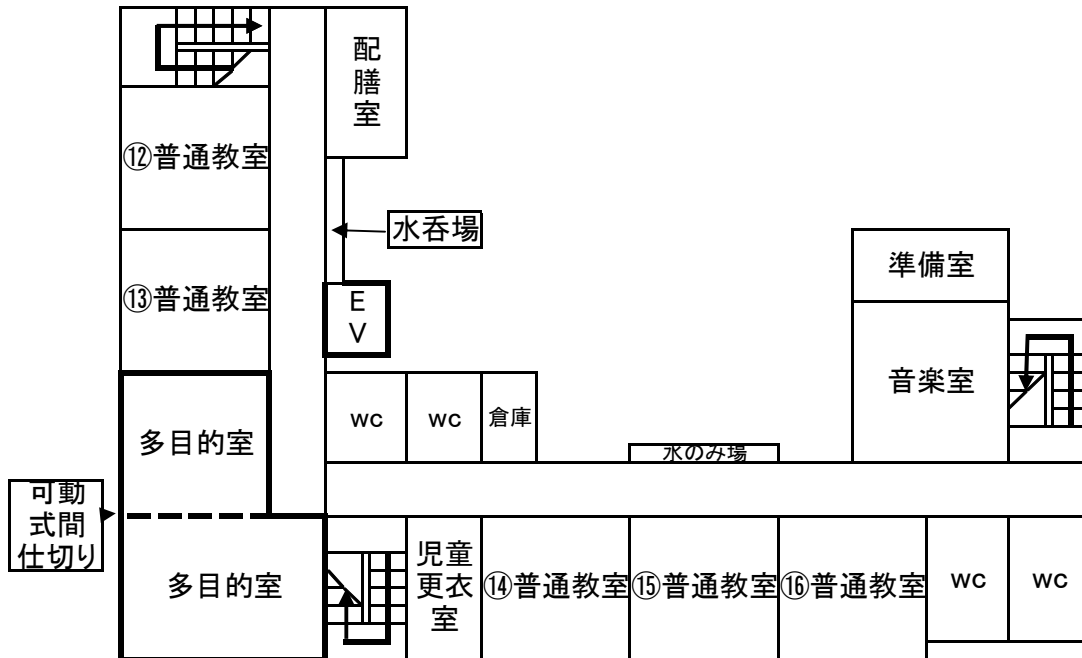 配
膳
室
⑫普通教室
水呑場
⑬普通教室
E
V
準備室
音楽室
wc
wc
倉庫
水のみ場
多目的室
可動
式間
仕切り
多目的室
児童
更衣
室
⑭普通教室
⑮普通教室
⑯普通教室
wc
wc